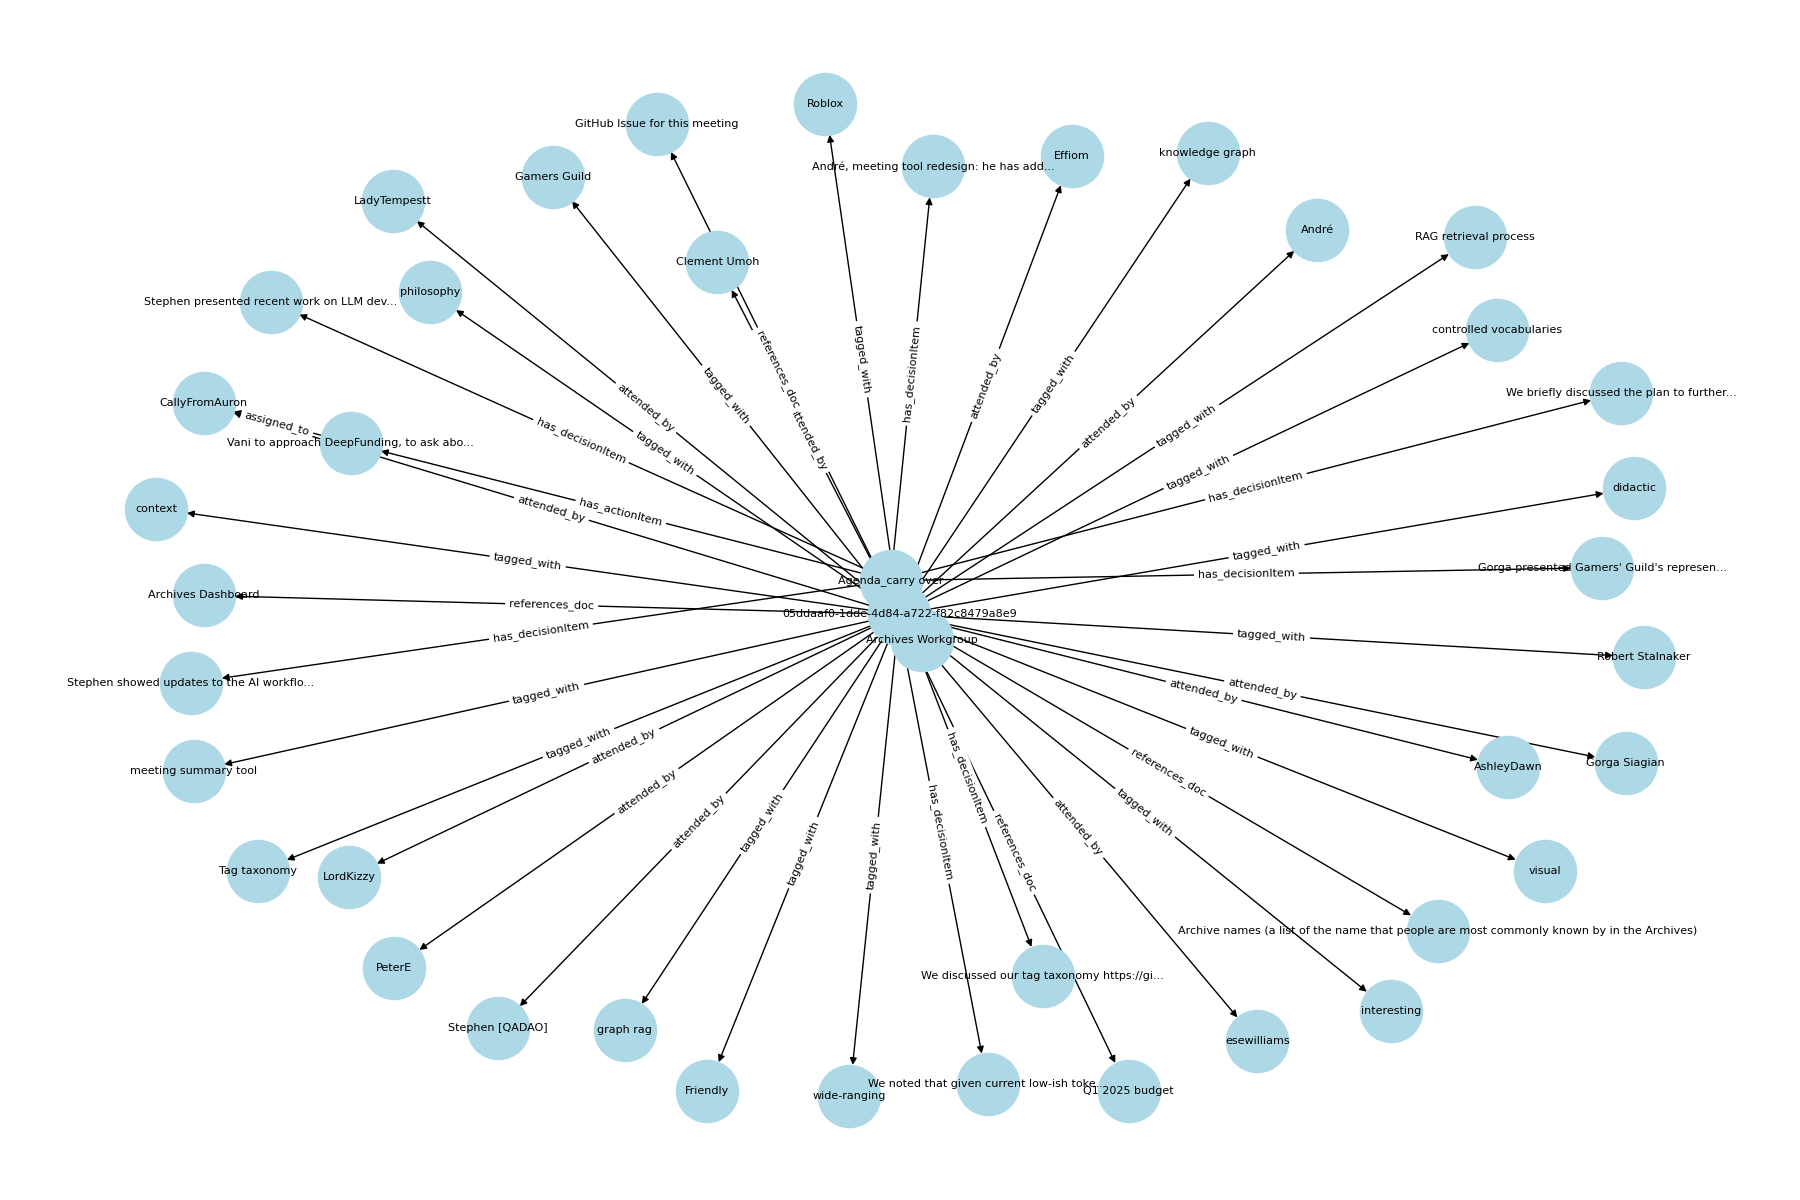 Roblox
GitHub Issue for this meeting
André, meeting tool redesign: he has add...
Effiom
knowledge graph
Gamers Guild
LadyTempestt
André
RAG retrieval process
Clement Umoh
philosophy
Stephen presented recent work on LLM dev...
controlled vocabularies
tagged_with
has_decisionItem
references_doc
attended_by
tagged_with
attended_by
tagged_with
We briefly discussed the plan to further...
CallyFromAuron
assigned_to
attended_by
tagged_with
has_decisionItem
tagged_with
ttended_by
attended_by
tagged_with
Vani to approach DeepFunding, to ask abo...
tagged_with
has_decisionItem
didactic
context
has_actionItem
attended_by
tagged_with
tagged_with
has_decisionItem
Gorga presented Gamers' Guild's represen...
Agenda_carry over
Archives Dashboard
references_doc
05ddaaf0-1dde-4d84-a722-f82c8479a8e9
has_decisionItem
tagged_with
Archives Workgroup
Robert Stalnaker
Stephen showed updates to the AI workflo...
tagged_with
attended_by
attended_by
tagged_with
attended_by
tagged_with
has_decisionItem
references_doc
Gorga Siagian
AshleyDawn
meeting summary tool
attended_by
attended_by
tagged_with
tagged_with
tagged_with
has_decisionItem
references_doc
attended_by
tagged_with
Tag taxonomy
LordKizzy
visual
Archive names (a list of the name that people are most commonly known by in the Archives)
PeterE
We discussed our tag taxonomy https://gi...
interesting
Stephen [QADAO]
graph rag
esewilliams
Friendly
wide-ranging
We noted that given current low-ish toke...
Q1 2025 budget